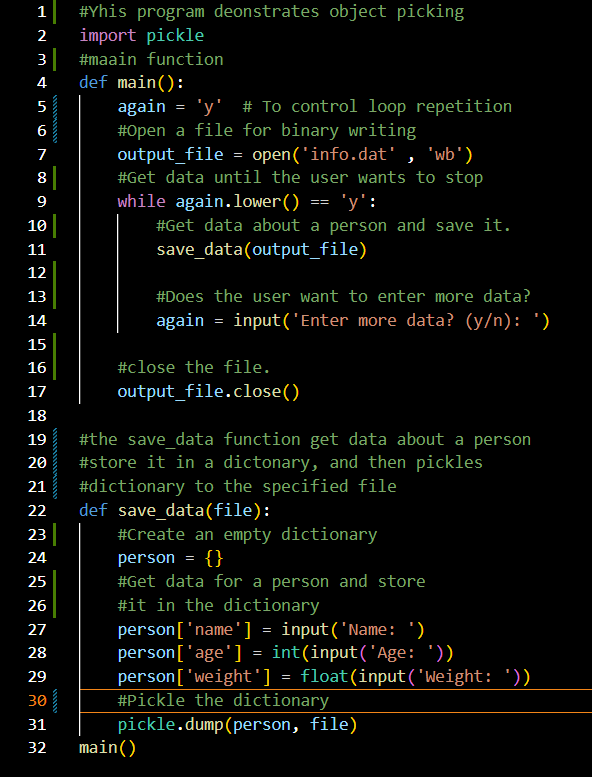 1 #Yhis program deonstrates object picking
2 import pickle
3 #maain function
4 def main():
5     again = 'y'  # To control loop repetition
6     #Open a file for binary writing
7     output_file = open('info.dat' , 'wb')
8     #Get data until the user wants to stop
9     while again.lower() == 'y':
10         #Get data about a person and save it.
11         save_data(output_file)
12
13         #Does the user want to enter more data?
14         again = input('Enter more data? (y/n): ')
15
16     #close the file.
17     output_file.close()
18
19 #the save_data function get data about a person
20 #store it in a dictonary, and then pickles
21 #dictionary to the specified file
22 def save_data(file):
23     #Create an empty dictionary
24     person = {}
25     #Get data for a person and store
26     #it in the dictionary
27     person['name'] = input('Name: ')
28     person['age'] = int(input('Age: '))
29     person['weight'] = float(input('Weight: '))
30     #Pickle the dictionary
31     pickle.dump(person, file)
32 main()